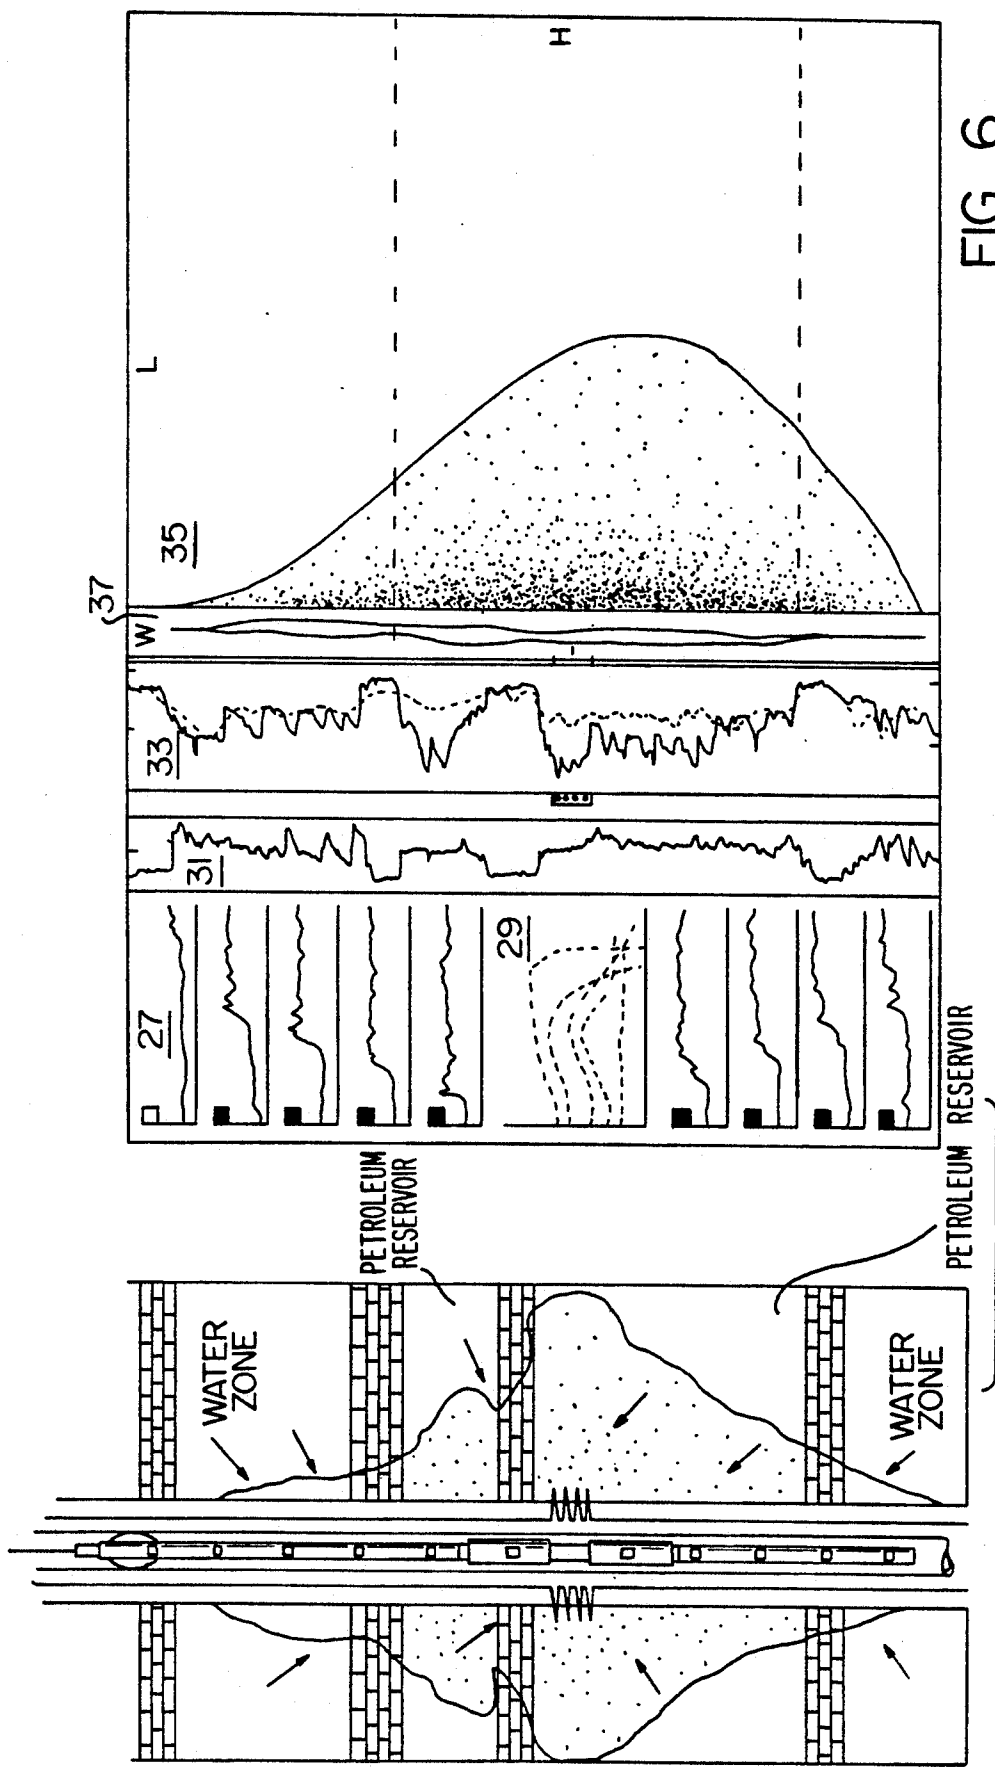 WATER
ZONE
PETROLEUM
RESERVOIR
WATER
ZONE
PETROLEUM RESERVOIR
27
29
31
33
W
37
35
L
H
FIG 6